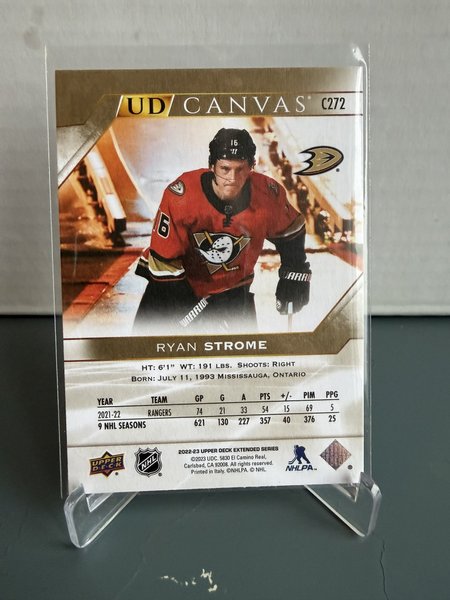 UD CANVAS C272
16
6
WARRIOR
RYAN STROME
HT: 6'1" WT: 191 LBS. SHOOTS: RIGHT
BORN: JULY 11, 1993 MISSISSAUGA, ONTARIO
YEAR TEAM GP G A PTS +/- PIM PPG
2021-22 RANGERS 74 21 33 54 15 69 5
9 NHL SEASONS 621 130 227 357 40 376 25
2022-23 UPPER DECK EXTENDED SERIES
©2023 UDC. 5830 El Camino Real,
Carlsbad, CA 92008. All rights reserved.
Printed in Italy. ©NHLPA. © NHL.
UPPER DECK
NHL
NHLPA.